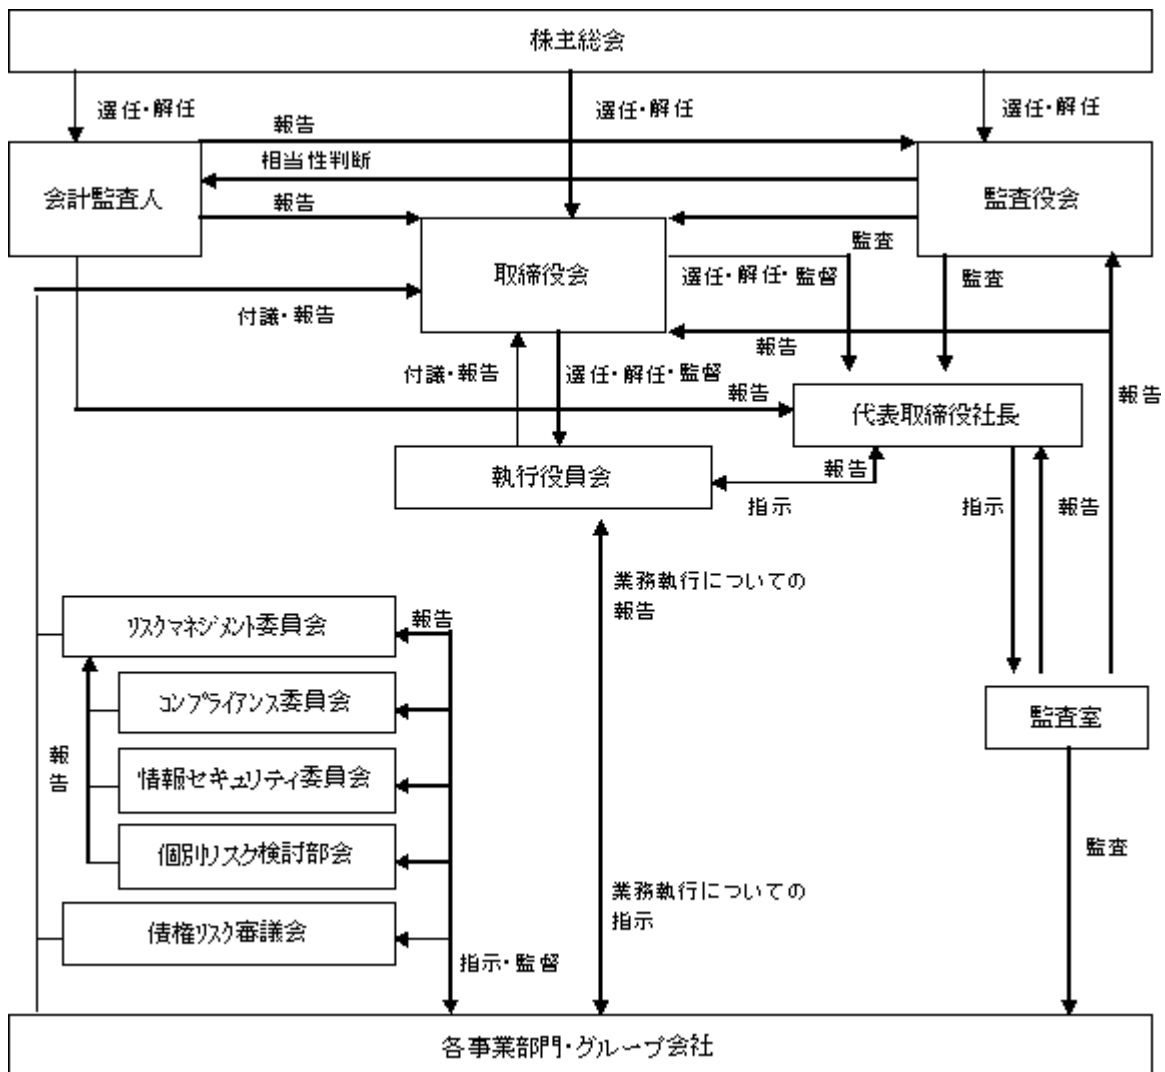 株主総会
選任・解任
選任・解任
選任・解任
報告
相当性判断
会計監査人
監査役会
報告
監査
取締役会
選任・解任・監督
監査
付議・報告
報告
付議・報告
選任・解任・監督
報告
報告
代表取締役社長
執行役員会
報告
指示
指示
報告
業務執行についての
報告
報告
リスクマネジメント委員会
コンプライアンス委員会
監査室
報
告
情報セキュリティ委員会
個別リスク検討部会
監査
業務執行についての
指示
債権リスク審議会
指示・監督
各事業部門・グループ会社